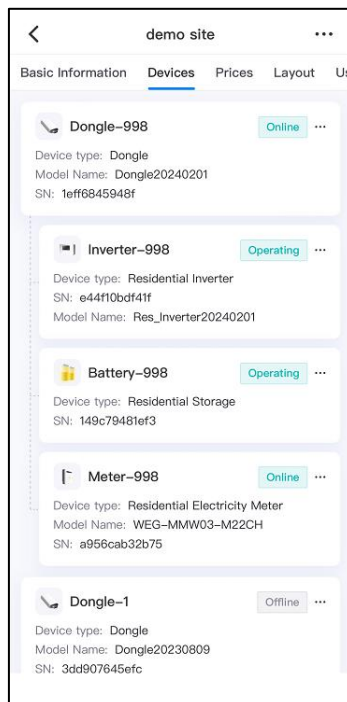 demo site
Basic Information Devices Prices Layout Us
Dongle-998 Online
Device type: Dongle
Model Name: Dongle20240201
SN: 1eff6845948f
Inverter-998 Operating
Device type: Residential Inverter
SN: e44f10bdf41f
Model Name: Res_Inverter20240201
Battery-998 Operating
Device type: Residential Storage
SN: 149c79481ef3
Meter-998 Online
Device type: Residential Electricity Meter
Model Name: WEG-MMW03-M22CH
SN: a956cab32b75
Dongle-1 Offline
Device type: Dongle
Model Name: Dongle20230809
SN: 3dd907645efc